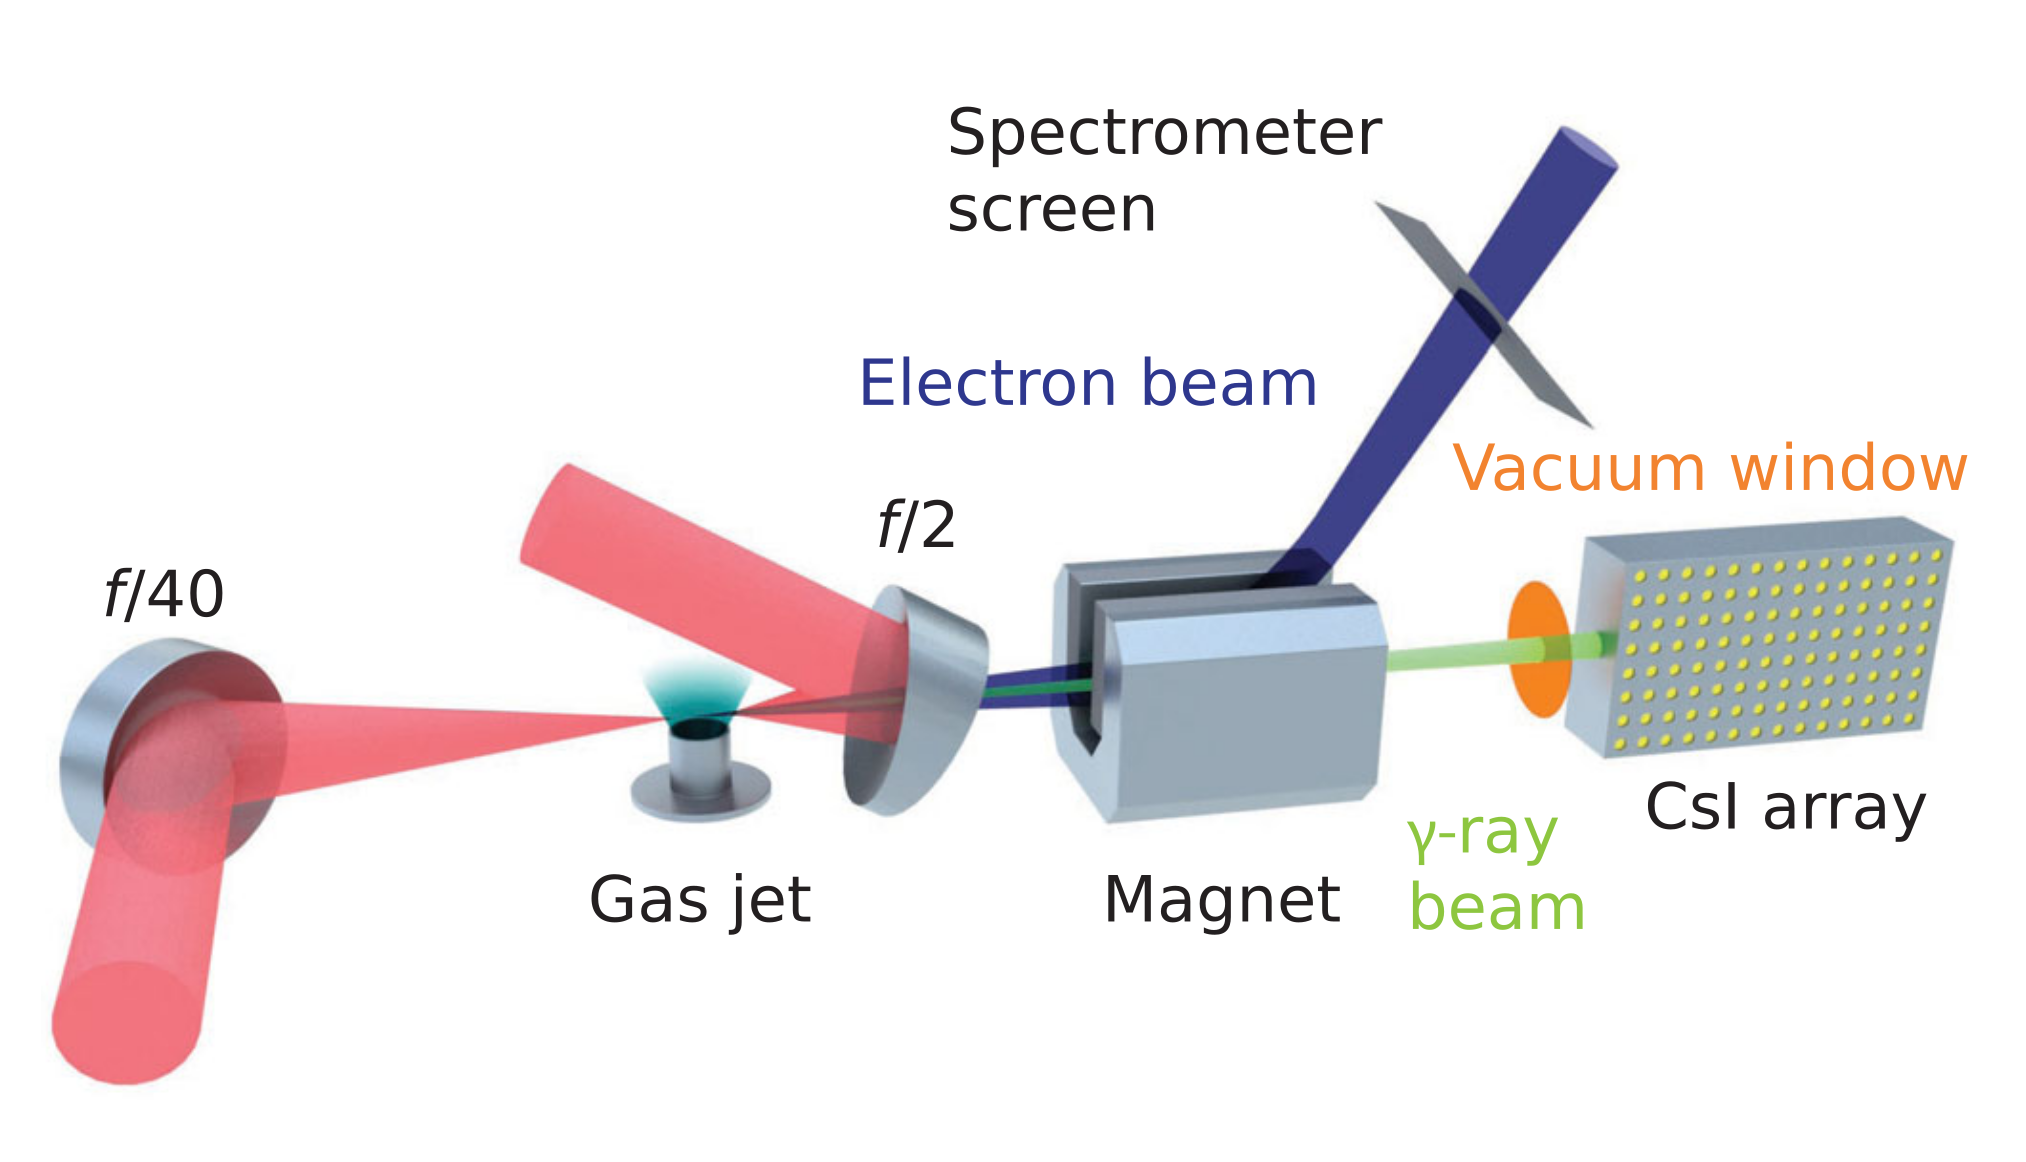 Spectrometer
screen
Electron beam
Vacuum window
f/2
f/40
CsI array
γ-ray
beam
Gas jet
Magnet